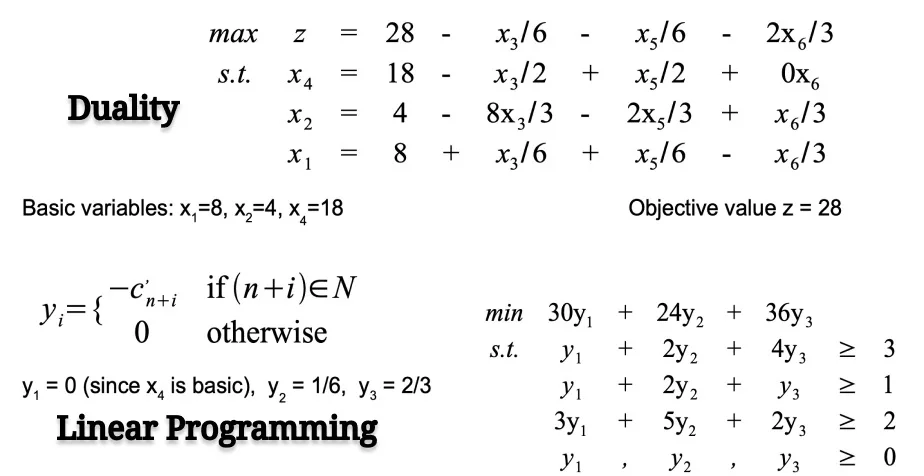 max z = 28 - x₃/6 - x₅/6 - 2x₆/3
s.t. x₄ = 18 - x₃/2 + x₅/2 + 0x₆
Duality
x₂ = 4 - 8x₃/3 - 2x₅/3 + x₆/3
x₁ = 8 + x₃/6 + x₅/6 - x₆/3
Basic variables: x₁=8, x₂=4, x₄=18
Objective value z = 28
yᵢ={ −c'ₙ₊ᵢ if (n+i)∈N
0 otherwise
min 30y₁ + 24y₂ + 36y₃
s.t. y₁ + 2y₂ + 4y₃ ≥ 3
y₁ + 2y₂ + y₃ ≥ 1
3y₁ + 5y₂ + 2y₃ ≥ 2
y₁ , y₂ , y₃ ≥ 0
y₁ = 0 (since x₄ is basic), y₂ = 1/6, y₃ = 2/3
Linear Programming